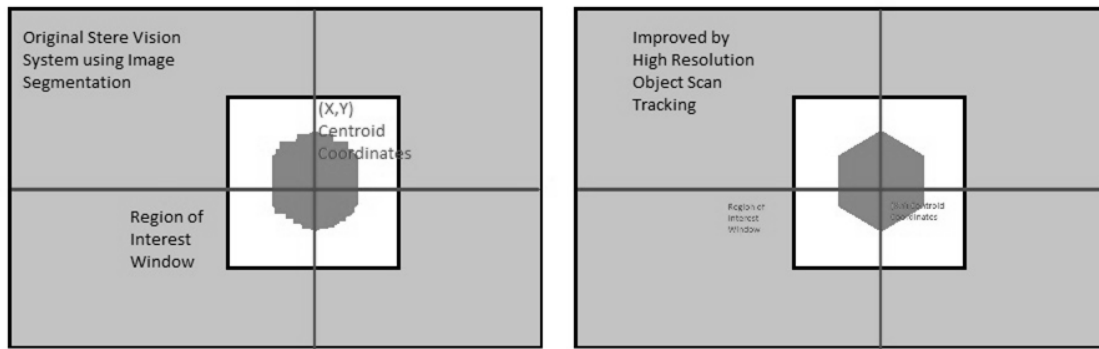 Original Stere Vision
System using Image
Segmentation
(X,Y)
Centroid
Coordinates
Region of
Interest
Window
Improved by
High Resolution
Object Scan
Tracking
Region of
Interest
Window
Centroid
Coordinates